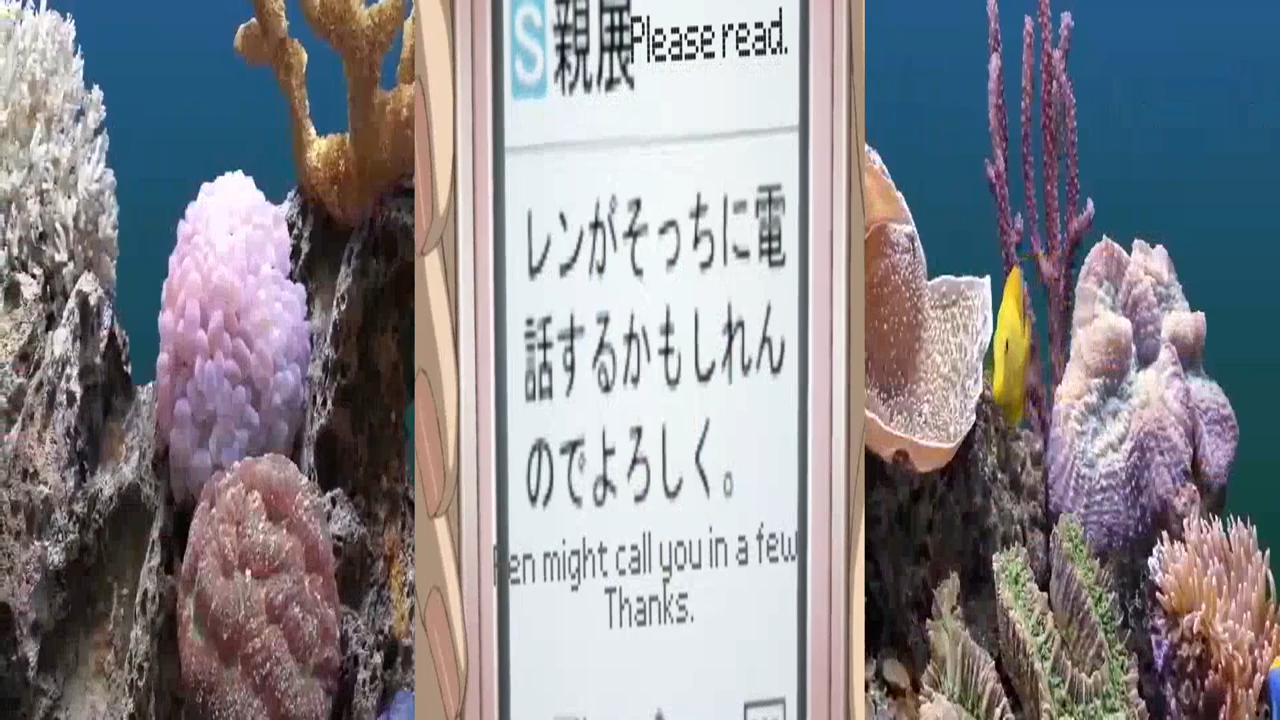 S 親展 Please read.
レンがそっちに電
話するかもしれん
のでよろしく。
might call you in a few
Thanks.